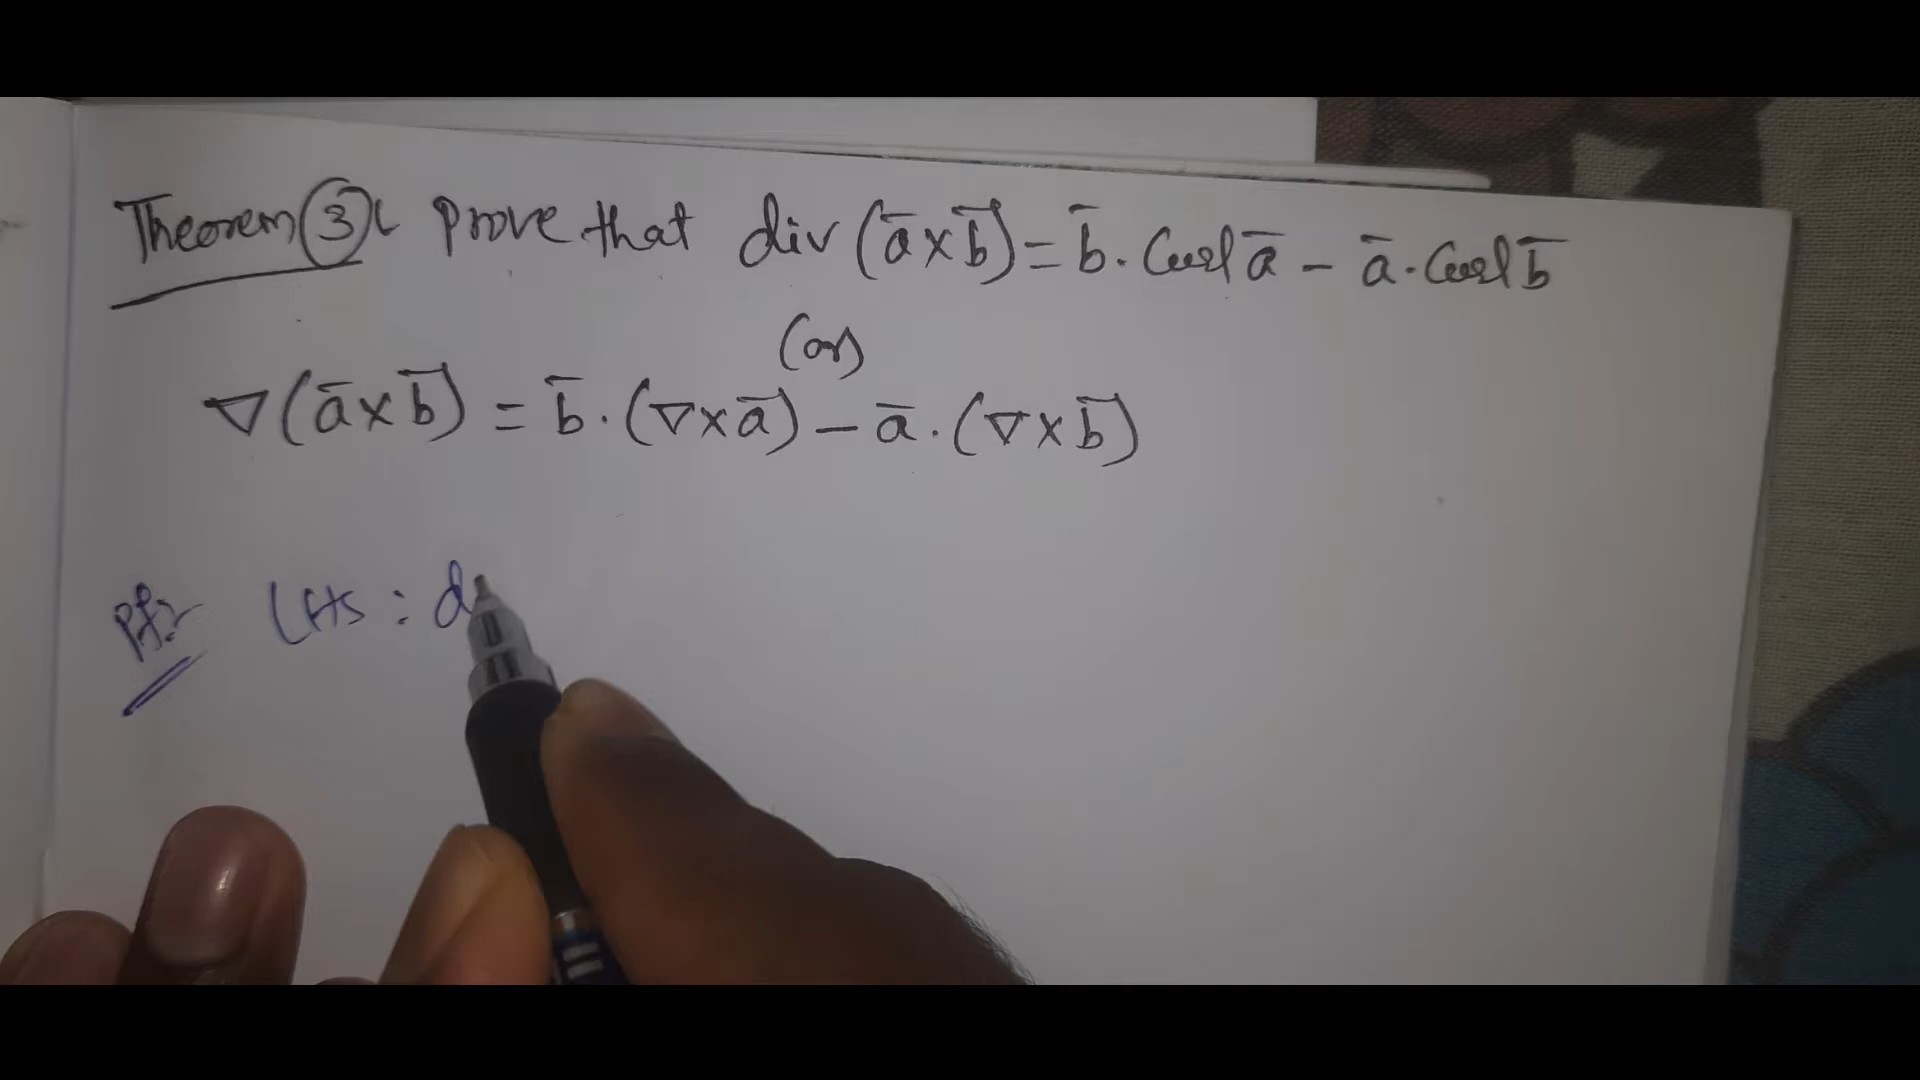 Theorem 3 Prove that div (a̅ × b̅) = b̅ . Curl a̅ - a̅ . Curl b̅
(or)
∇ (a̅ × b̅) = b̅ . (∇ × a̅) - a̅ . (∇ × b̅)
Pf: LHS : d